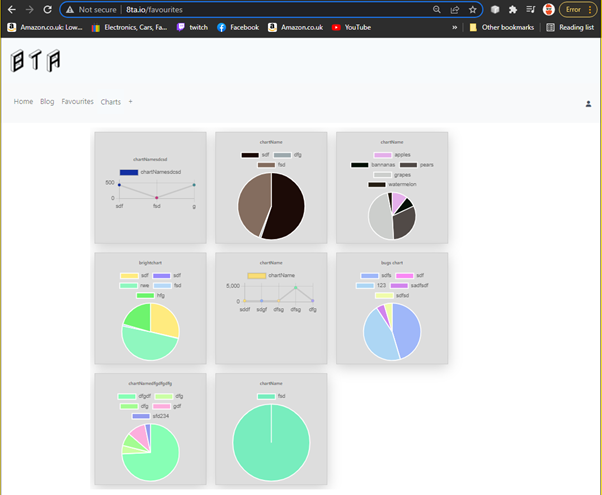 Not secure | 8ta.io/favourites
Error
Amazon.co.uk: Low... Electronics, Cars, Fa... twitch Facebook Amazon.co.uk YouTube » Other bookmarks Reading list
8TA
Home Blog Favourites Charts +
chartNamesdcsd
chartNamesdcsd
500
0
sdf fsd g
chartName
sdf dfg
fsd
chartName
apples
bannanas pears
grapes
watermelon
brightchart
sdf sdf
rwe fsd
hfg
chartName
chartName
5,000
0
sddf sdgf dfsg dfsg dfg
bugs chart
sdfs sdf
123 sadfsdf
sdfsd
chartNamedfgdfgdfg
dfgdf dfg
dfg gdf
sfd234
chartName
fsd